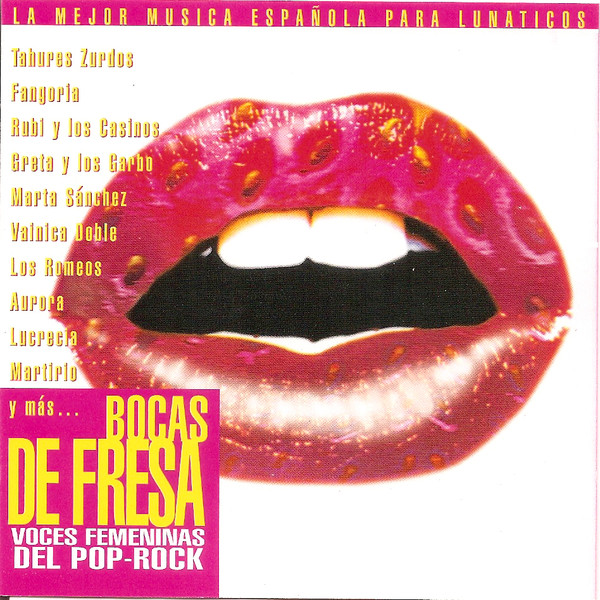 LA MEJOR MUSICA ESPAÑOLA PARA LUNATICOS
Tahures Zurdos
Fangoria
Rubi y los Casinos
Greta y los Garbo
Marta Sánchez
Vainica Doble
Los Romeos
Aurora
Lucrecia
Martirio
y más...
BOCAS
DE FRESA
VOCES FEMENINAS
DEL POP-ROCK